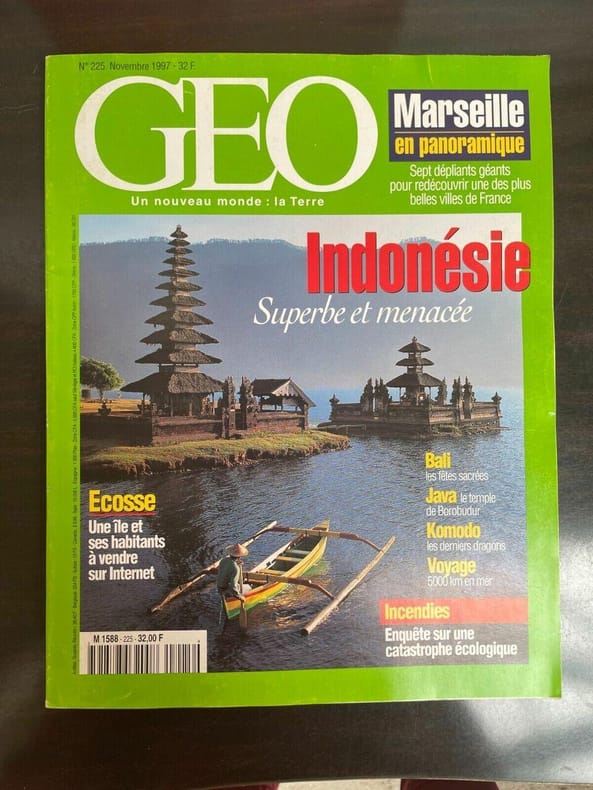 N° 225. Novembre 1997 - 32 F.
GEO
Un nouveau monde : la Terre
Marseille
en panoramique
Sept dépliants géants
pour redécouvrir une des plus
belles villes de France
Indonésie
Superbe et menacée
Bali
les fêtes sacrées
Java le temple
de Borobudur
Komodo
les derniers dragons
Voyage
5000 km en mer
Ecosse
Une île et
ses habitants
à vendre
sur Internet
Incendies
Enquête sur une
catastrophe écologique
M 1588 - 225 - 32,00 F